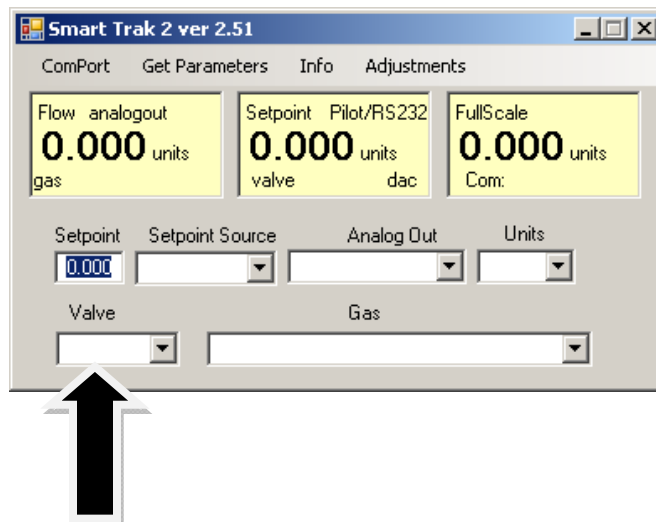 Smart Trak 2 ver 2.51
ComPort Get Parameters Info Adjustments
Flow analogout Setpoint Pilot/RS232 FullScale
0.000 units 0.000 units 0.000 units
gas valve dac Com:
Setpoint Setpoint Source Analog Out Units
0.000
Valve Gas